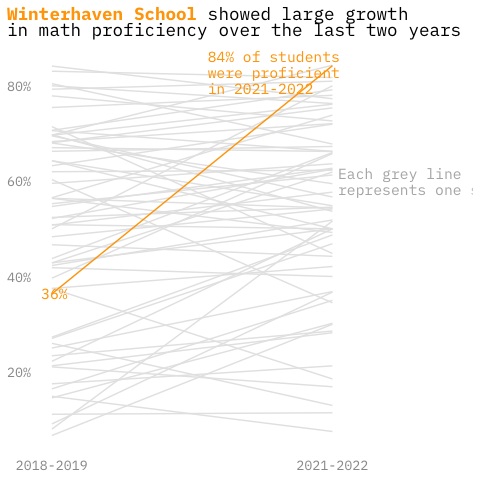 Winterhaven School showed large growth
in math proficiency over the last two years
84% of students
were proficient
in 2021-2022
80%
Each grey line
represents one
60%
40%
36%
20%
2018-2019 2021-2022